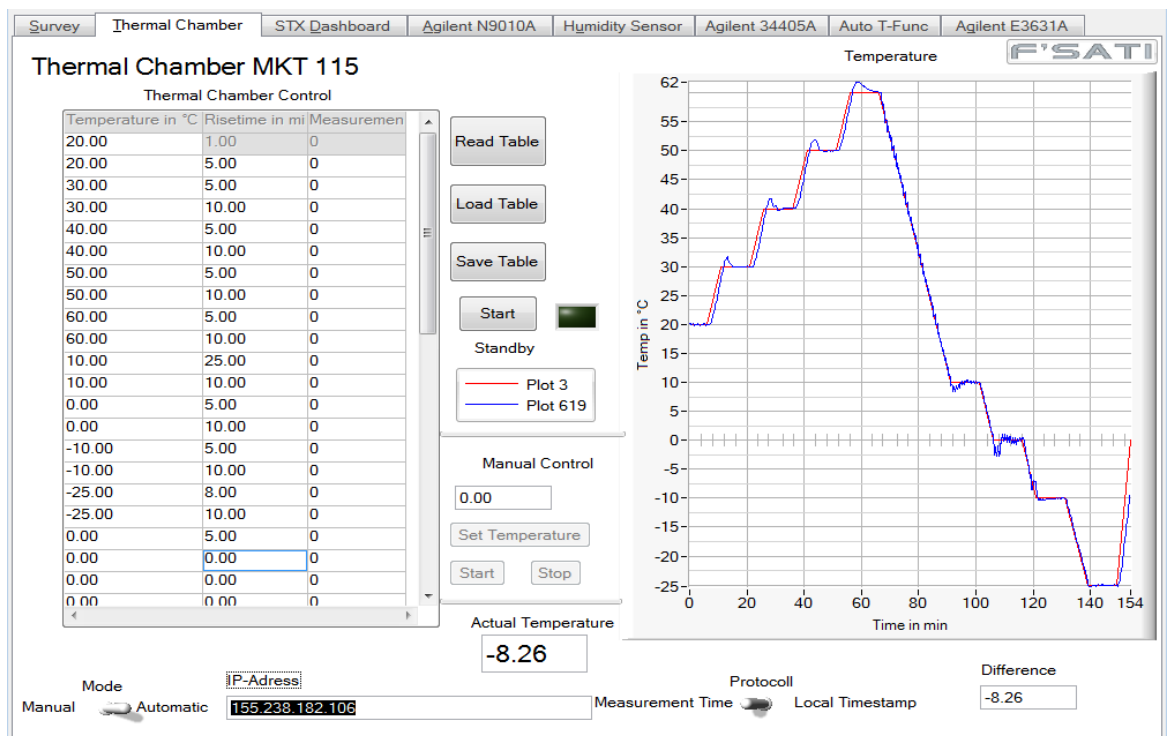 Survey Thermal Chamber STX Dashboard Agilent N9010A Humidity Sensor Agilent 34405A Auto T-Func Agilent E3631A
F'SATI
Thermal Chamber MKT 115
Thermal Chamber Control
Temperature in °C Risetime in mi Measuremen
20.00 1.00 0
20.00 5.00 0
30.00 5.00 0
30.00 10.00 0
40.00 5.00 0
40.00 10.00 0
50.00 5.00 0
50.00 10.00 0
60.00 5.00 0
60.00 10.00 0
10.00 25.00 0
10.00 10.00 0
0.00 5.00 0
0.00 10.00 0
-10.00 5.00 0
-10.00 10.00 0
-25.00 8.00 0
-25.00 10.00 0
0.00 5.00 0
0.00 0.00 0
0.00 0.00 0
0.00 0.00 0
Read Table
Load Table
Save Table
Start
Standby
Plot 3
Plot 619
Manual Control
0.00
Set Temperature
Start Stop
Actual Temperature
-8.26
Temperature
Temp in °C
62
55
50
45
40
35
30
25
20
15
10
5
0
-5
-10
-15
-20
-25
0 20 40 60 80 100 120 140 154
Time in min
Mode
Manual Automatic
IP-Adress
155.238.182.106
Protocoll
Measurement Time Local Timestamp
Difference
-8.26